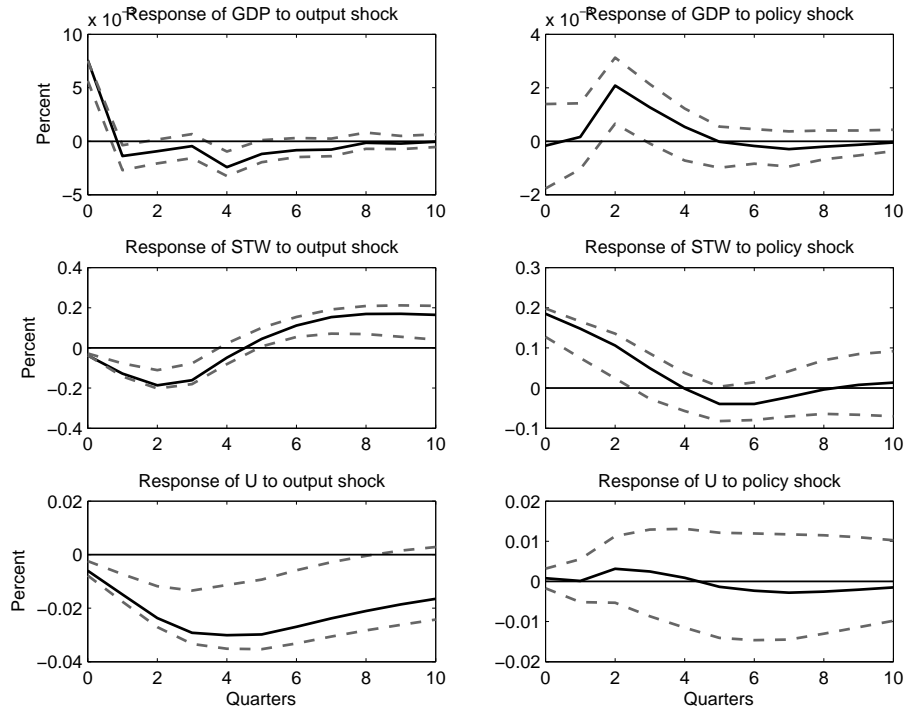 Response of GDP to output shock
x 10
10
5
0
−5
Percent
0 2 4 6 8 10
Response of GDP to policy shock
x 10
4
2
0
−2
0 2 4 6 8 10
Response of STW to output shock
0.4
0.2
0
−0.2
−0.4
Percent
0 2 4 6 8 10
Response of STW to policy shock
0.3
0.2
0.1
0
−0.1
0 2 4 6 8 10
Response of U to output shock
0.02
0
−0.02
−0.04
Percent
0 2 4 6 8 10
Quarters
Response of U to policy shock
0.02
0.01
0
−0.01
−0.02
0 2 4 6 8 10
Quarters